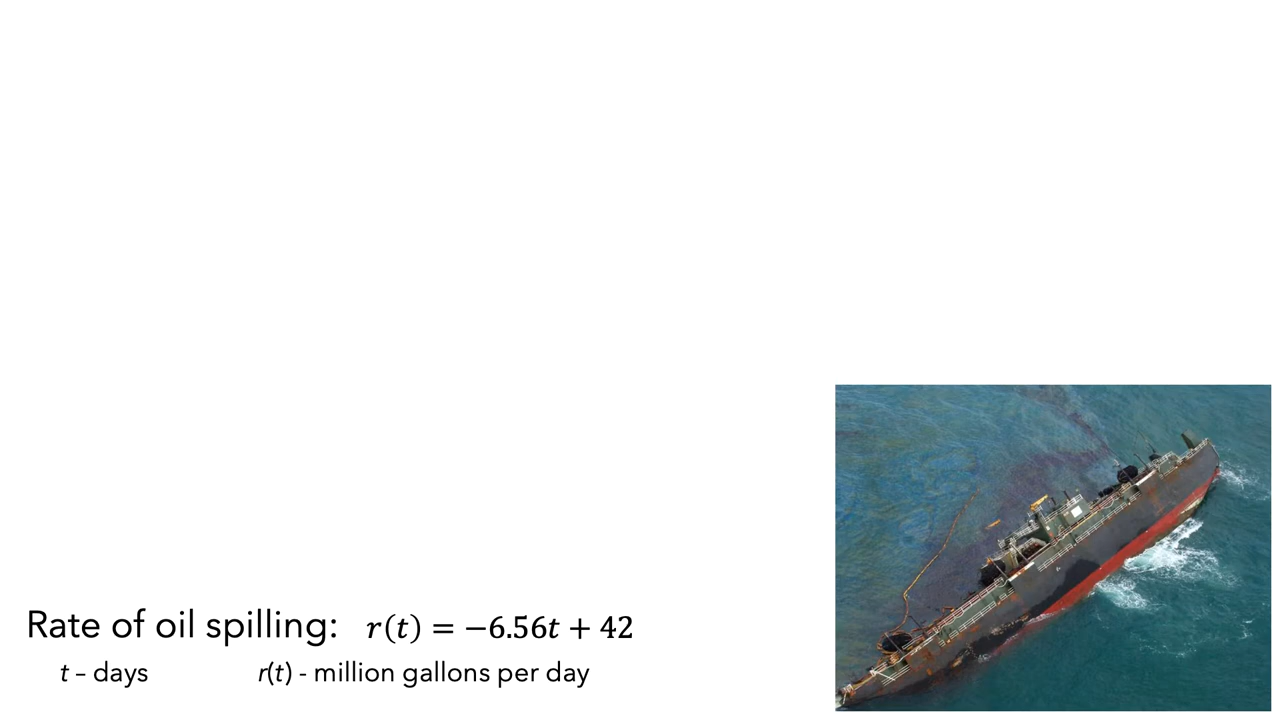 Rate of oil spilling: 𝑟(𝑡) = −6.56𝑡 + 42
t – days r(t) - million gallons per day